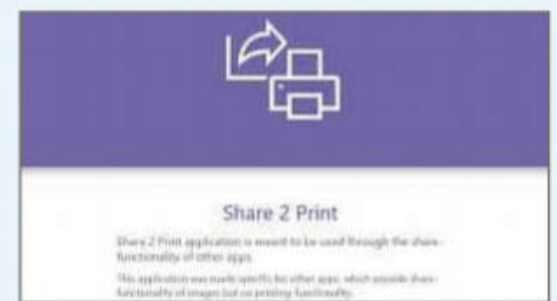 Share 2 Print
Share 2 Print application is meant to be used through the share-
functionality of other apps.
This application was made specific for other apps, which provide share-
functionality of images but no printing functionality.